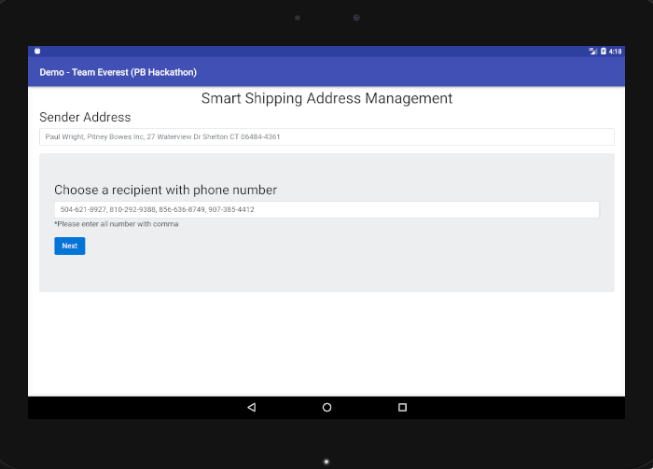 4:18
Demo - Team Everest (PB Hackathon)
Smart Shipping Address Management
Sender Address
Paul Wright, Pitney Bowes Inc, 27 Waterview Dr Shelton CT 06484-4361
Choose a recipient with phone number
504-621-8927, 810-292-9388, 856-636-8749, 907-385-4412
*Please enter all number with comma
Next